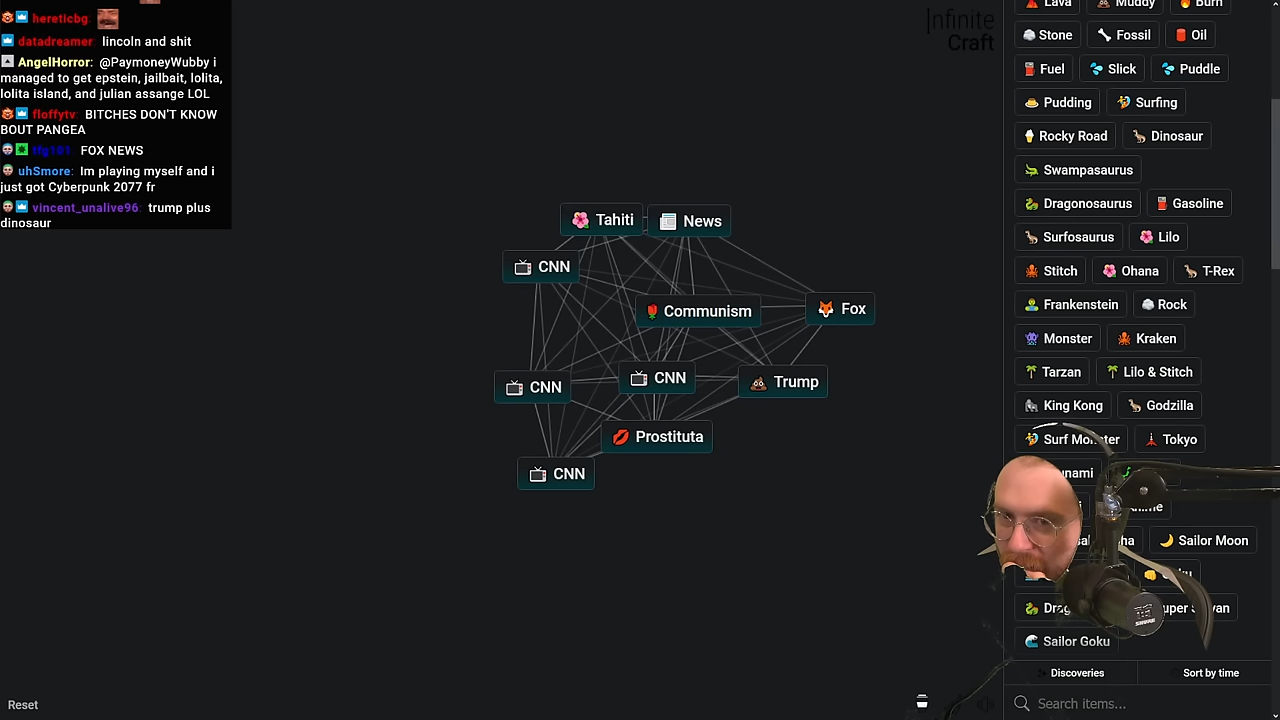 hereticbg
datadreamer lincoln and shit
AngelHorror: @PaymoneyWubby i
managed to get epstein, jailbait, lolita,
lolita island, and julian assange LOL
floffytv: BITCHES DON'T KNOW
BOUT PANGEA
tfg101 FOX NEWS
uhSmore: Im playing myself and i
just got Cyberpunk 2077 fr
vincent_unalive96: trump plus
dinosaur
Infinite
Craft
Tahiti
News
CNN
Communism
Fox
CNN
CNN
Trump
Prostituta
CNN
Lava Muddy Burn
Stone Fossil Oil
Fuel Slick Puddle
Pudding Surfing
Rocky Road Dinosaur
Swampasaurus
Dragonosaurus Gasoline
Surfosaurus Lilo
Stitch Ohana T-Rex
Frankenstein Rock
Monster Kraken
Tarzan Lilo & Stitch
King Kong Godzilla
Surf Monster Tokyo
Sailor Moon
Sailor Goku
Discoveries Sort by time
Search items...
Reset
SHURE